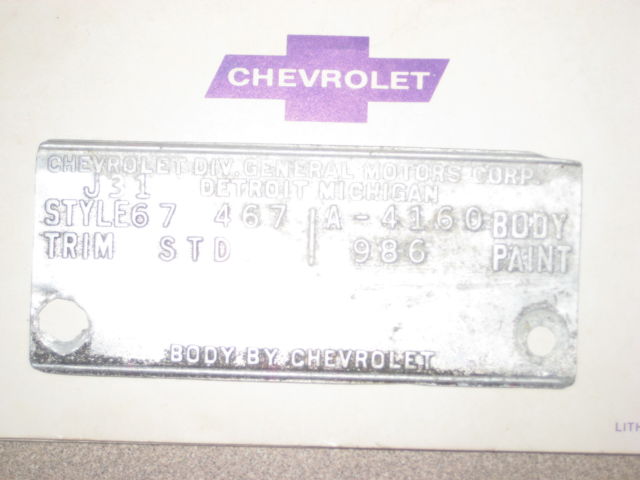 CHEVROLET
CHEVROLET DIV. GENERAL MOTORS CORP.
J31 DETROIT MICHIGAN
STYLE 67 467 A-4160 BODY
TRIM STD 986 PAINT
BODY BY CHEVROLET
LITH